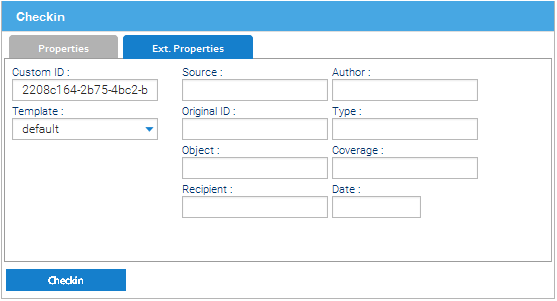 Checkin
Properties
Ext. Properties
Custom ID :
2208c164-2b75-4bc2-b
Template :
default
Source :
Author :
Original ID :
Type :
Object :
Coverage :
Recipient :
Date :
Checkin